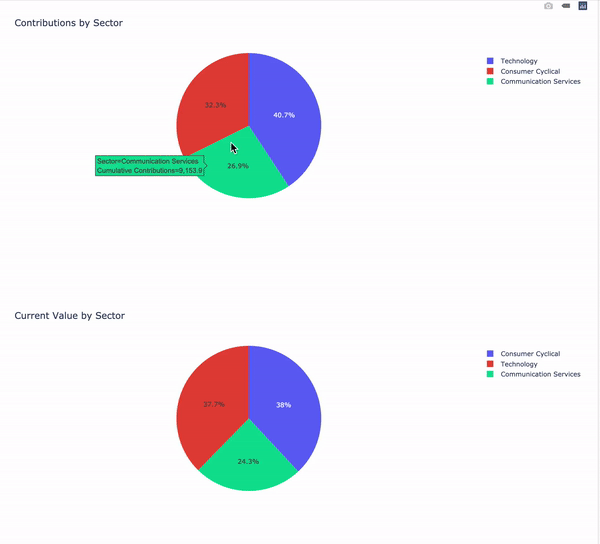 Contributions by Sector
Technology
Consumer Cyclical
Communication Services
32.3%
40.7%
26.9%
Sector=Communication Services
Cumulative Contributions=9,153.9
Current Value by Sector
Consumer Cyclical
Technology
Communication Services
37.7%
38%
24.3%